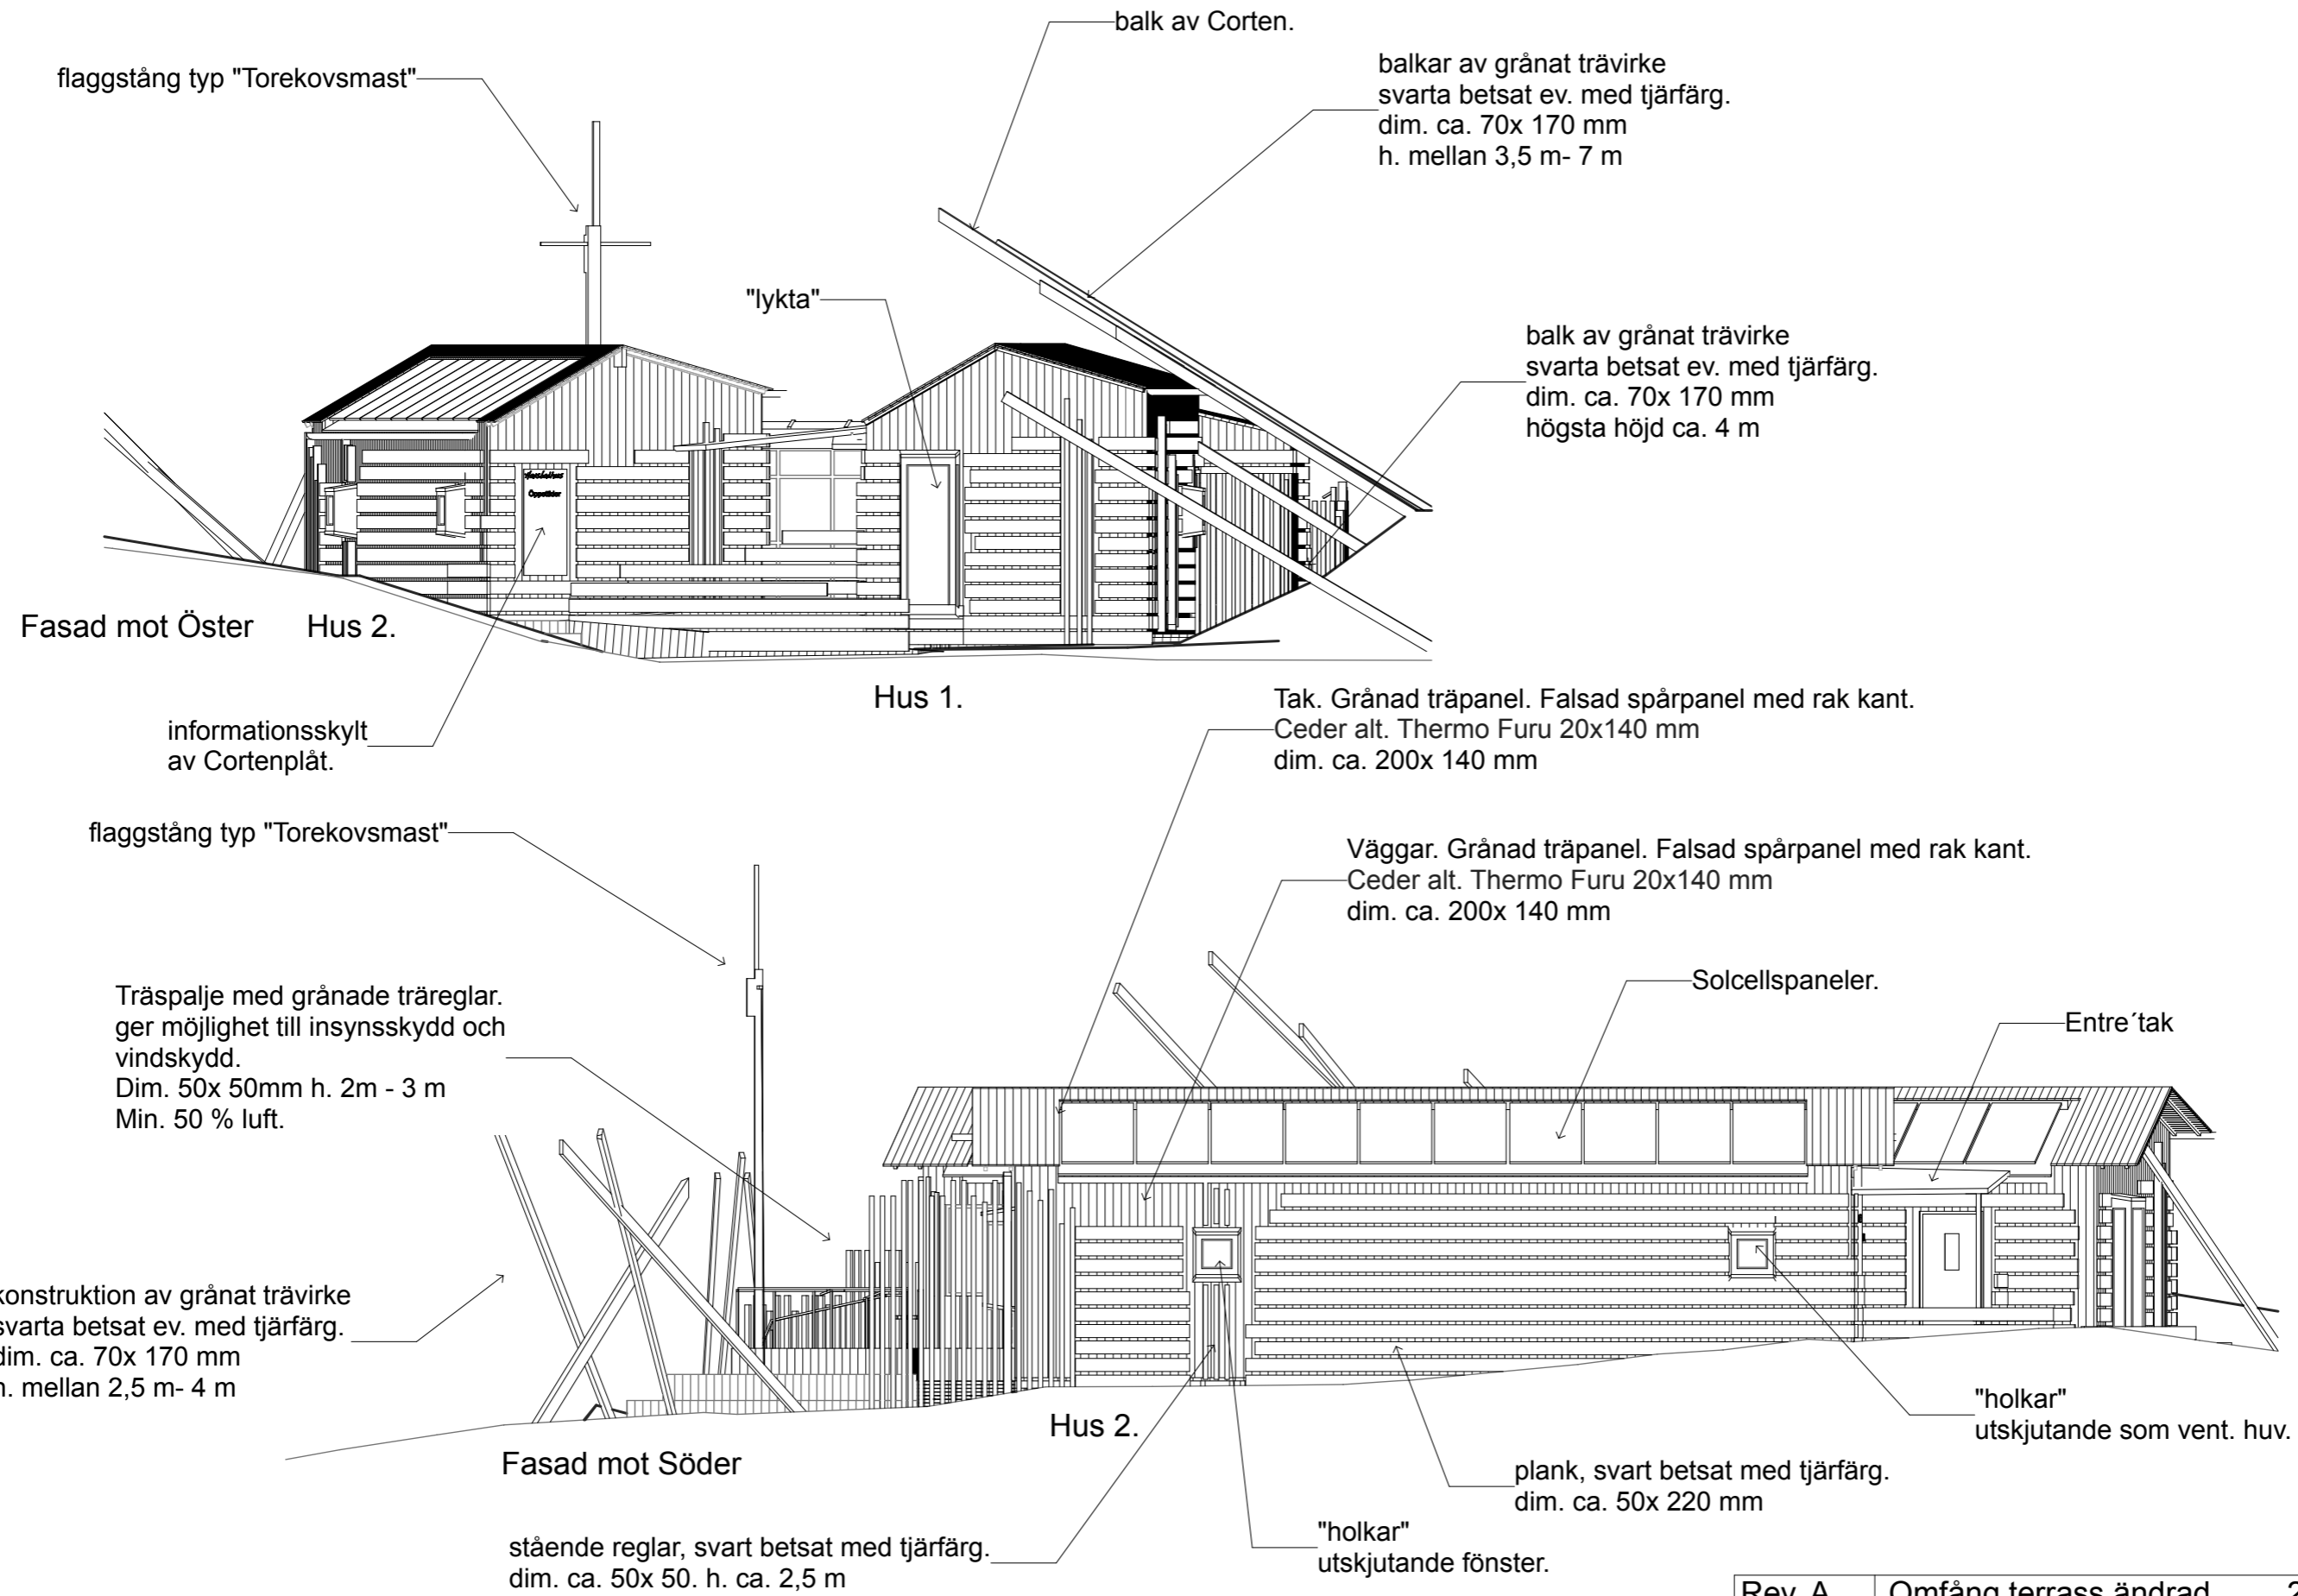 balk av Corten.
flaggstång typ "Torekovsmast"
balkar av grånat trävirke
svarta betsat ev. med tjärfärg.
dim. ca. 70x 170 mm
h. mellan 3,5 m- 7 m
"lykta"
balk av grånat trävirke
svarta betsat ev. med tjärfärg.
dim. ca. 70x 170 mm
högsta höjd ca. 4 m
Öppettider
Fasad mot Öster
Hus 2.
Hus 1.
informationsskylt
av Cortenplåt.
Tak. Grånad träpanel. Falsad spårpanel med rak kant.
Ceder alt. Thermo Furu 20x140 mm
dim. ca. 200x 140 mm
flaggstång typ "Torekovsmast"
Väggar. Grånad träpanel. Falsad spårpanel med rak kant.
Ceder alt. Thermo Furu 20x140 mm
dim. ca. 200x 140 mm
Solcellspaneler.
Entre´tak
Träspalje med grånade träreglar.
ger möjlighet till insynsskydd och
vindskydd.
Dim. 50x 50mm h. 2m - 3 m
Min. 50 % luft.
konstruktion av grånat trävirke
svarta betsat ev. med tjärfärg.
dim. ca. 70x 170 mm
h. mellan 2,5 m- 4 m
Hus 2.
Fasad mot Söder
"holkar"
utskjutande som vent. huv.
plank, svart betsat med tjärfärg.
dim. ca. 50x 220 mm
"holkar"
utskjutande fönster.
stående reglar, svart betsat med tjärfärg.
dim. ca. 50x 50. h. ca. 2,5 m
Rev. A Omfång terrass ändrad